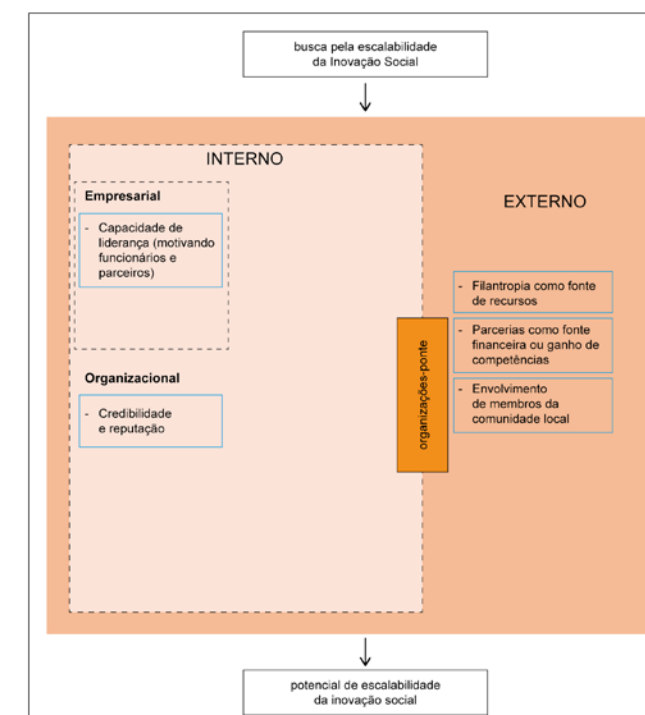 busca pela escalabilidade
da Inovação Social
INTERNO
Empresarial
- Capacidade de
liderança (motivando
funcionários e
parceiros)
Organizacional
- Credibilidade
e reputação
organizações-ponte
EXTERNO
- Filantropia como fonte
de recursos
- Parcerias como fonte
financeira ou ganho de
competências
- Envolvimento
de membros da
comunidade local
potencial de escalabilidade
da inovação social